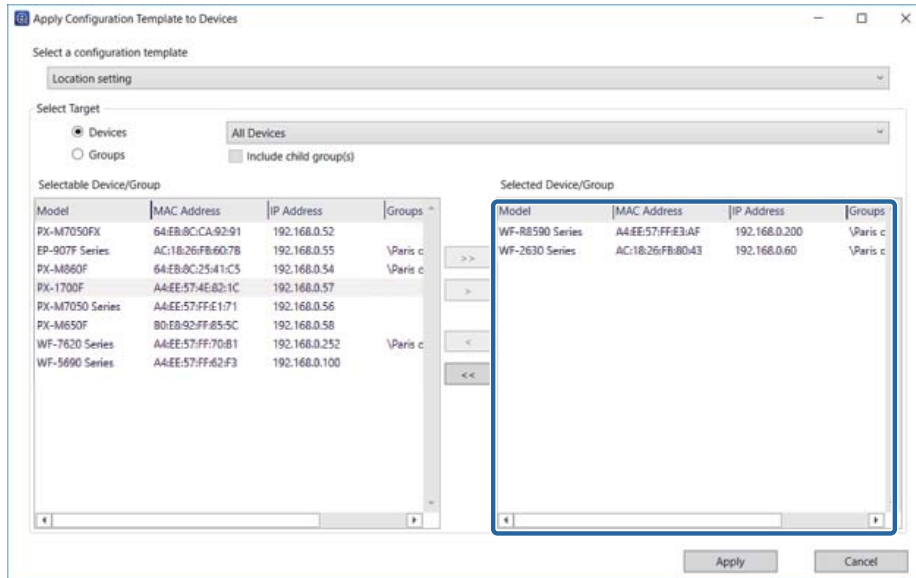 Apply Configuration Template to Devices
Select a configuration template
Location setting
Select Target
Devices All Devices
Groups Include child group(s)
Selectable Device/Group
Model MAC Address IP Address Groups
PX-M7050FX 64:EB:8C:CA:92:91 192.168.0.52
EP-907F Series AC:18:26:FB:60:7B 192.168.0.55 \Paris c
PX-M860F 64:EB:8C:25:41:C5 192.168.0.54 \Paris c
PX-1700F A4:EE:57:4E:82:1C 192.168.0.57
PX-M7050 Series A4:EE:57:FF:E1:71 192.168.0.56
PX-M650F B0:E8:92:FF:85:5C 192.168.0.58
WF-7620 Series A4:EE:57:FF:70:81 192.168.0.252 \Paris c
WF-5690 Series A4:EE:57:FF:62:F3 192.168.0.100
>>
>
<
<<
Selected Device/Group
Model MAC Address IP Address Groups
WF-R8590 Series A4:EE:57:FF:E3:AF 192.168.0.200 \Paris c
WF-2630 Series AC:18:26:FB:80:43 192.168.0.60 \Paris c
Apply Cancel